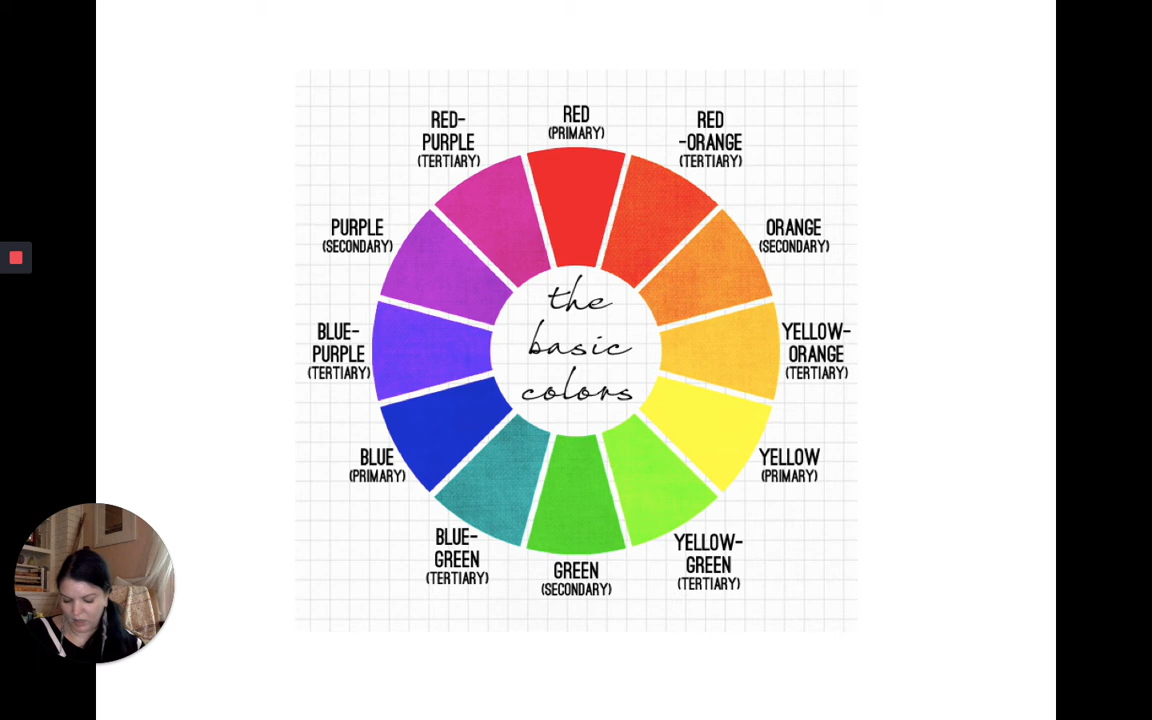 RED
(PRIMARY)
RED
-ORANGE
(TERTIARY)
ORANGE
(SECONDARY)
YELLOW-
ORANGE
(TERTIARY)
YELLOW
(PRIMARY)
YELLOW-
GREEN
(TERTIARY)
GREEN
(SECONDARY)
BLUE-
GREEN
(TERTIARY)
BLUE
(PRIMARY)
BLUE-
PURPLE
(TERTIARY)
PURPLE
(SECONDARY)
RED-
PURPLE
(TERTIARY)
the
basic
colors